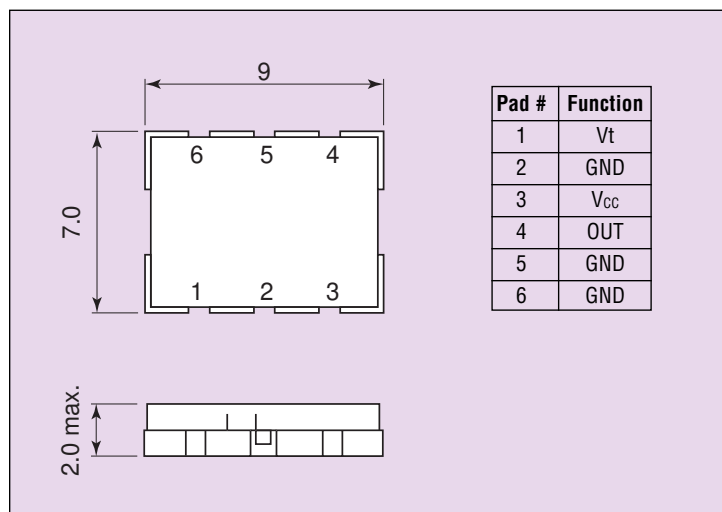 9
7.0
6 5 4
1 2 3
2.0 max.
Pad # Function
1 Vt
2 GND
3 Vcc
4 OUT
5 GND
6 GND